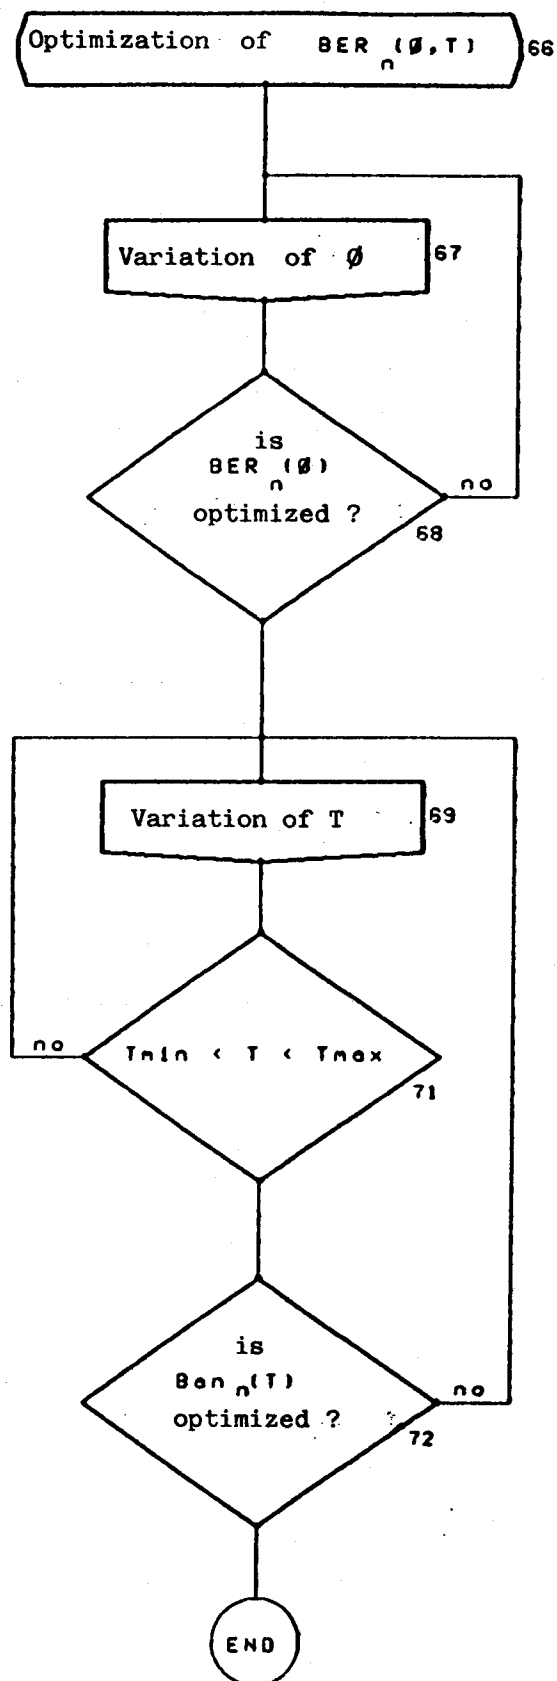 Optimization of BER n (Ø,T) 66
Variation of Ø 67
is
BER n (Ø)
optimized ?
no
68
Variation of T 69
no
Tmin < T < Tmax
71
is
Ben n (T)
optimized ?
no
72
END